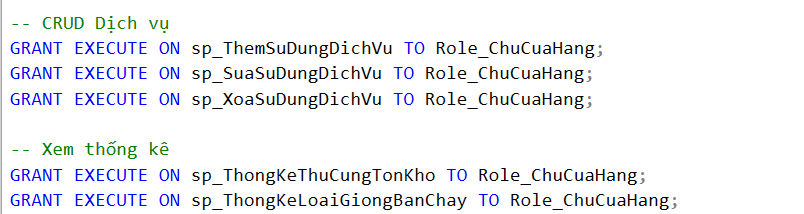 -- CRUD Dịch vụ
GRANT EXECUTE ON sp_ThemSuDungDichVu TO Role_ChuCuaHang;
GRANT EXECUTE ON sp_SuaSuDungDichVu TO Role_ChuCuaHang;
GRANT EXECUTE ON sp_XoaSuDungDichVu TO Role_ChuCuaHang;
-- Xem thống kê
GRANT EXECUTE ON sp_ThongKeThuCungTonKho TO Role_ChuCuaHang;
GRANT EXECUTE ON sp_ThongKeLoaiGiongBanChay TO Role_ChuCuaHang;